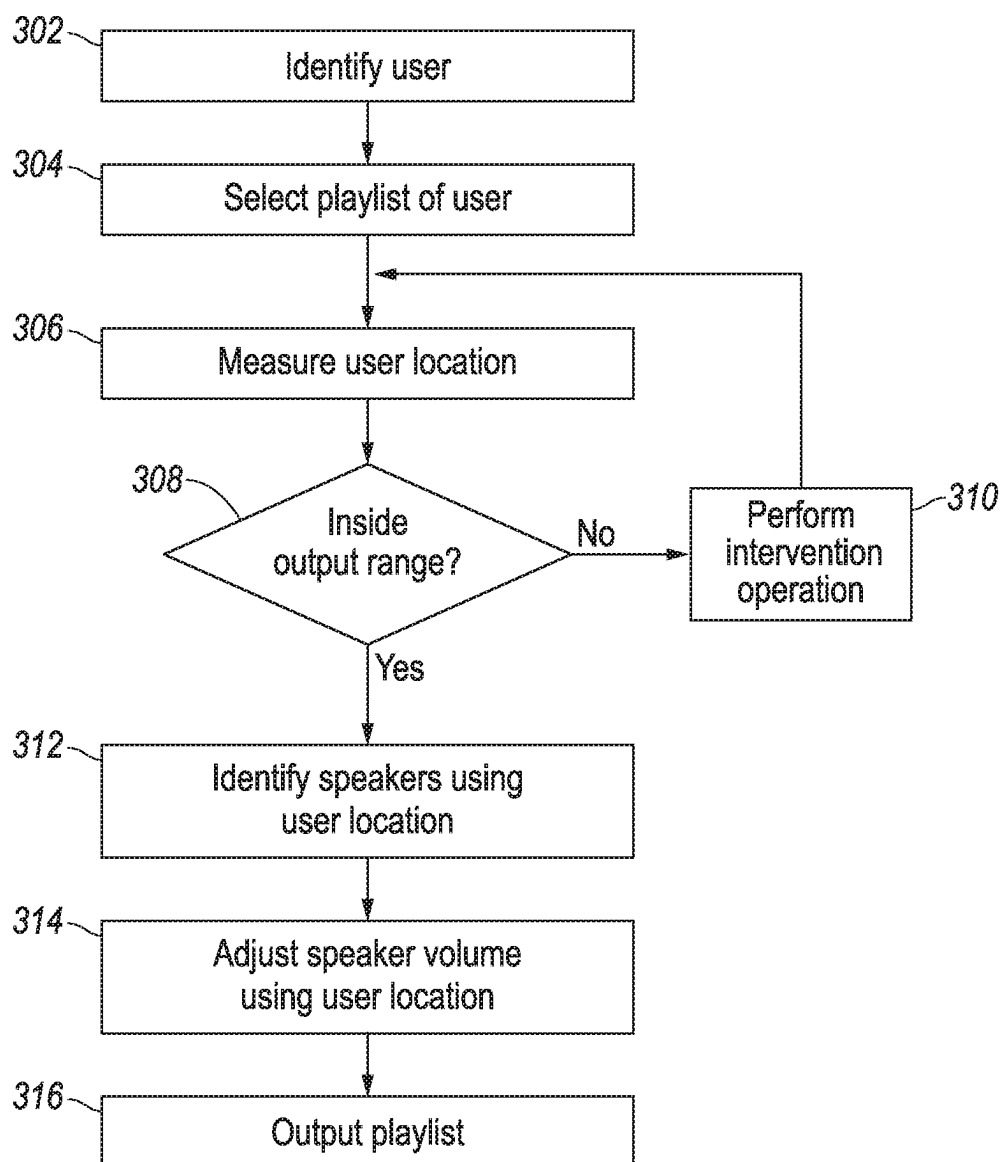 302
Identify user
304
Select playlist of user
306
Measure user location
308
Inside
output range?
No
310
Perform
intervention
operation
Yes
312
Identify speakers using
user location
314
Adjust speaker volume
using user location
316
Output playlist